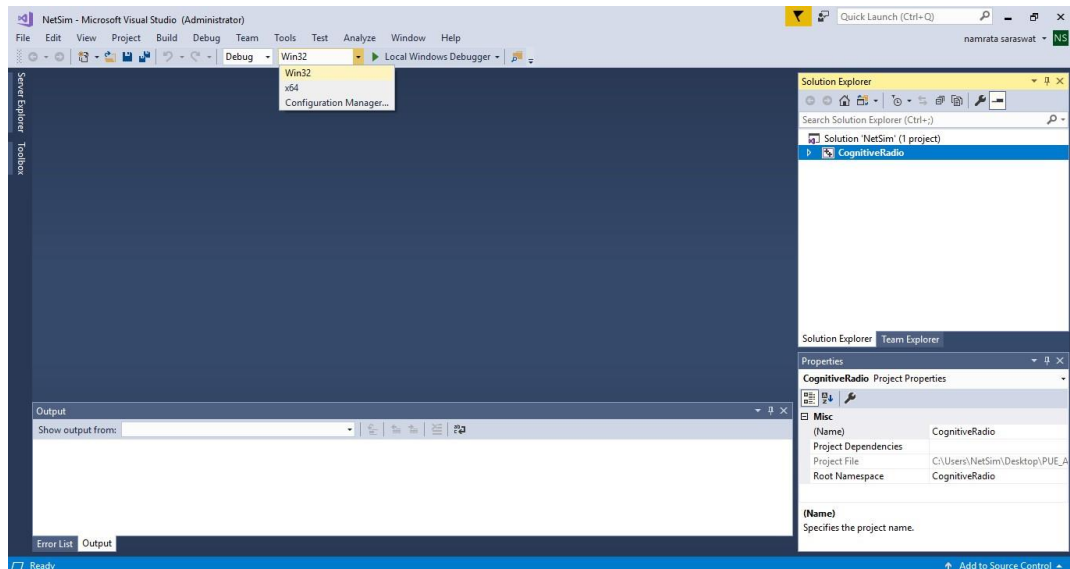 NetSim - Microsoft Visual Studio (Administrator)
Quick Launch (Ctrl+Q)
File Edit View Project Build Debug Team Tools Test Analyze Window Help
namrata saraswat NS
Debug Win32 Local Windows Debugger
Win32
x64
Configuration Manager...
Server Explorer
Toolbox
Solution Explorer
Search Solution Explorer (Ctrl+;)
Solution 'NetSim' (1 project)
CognitiveRadio
Solution Explorer Team Explorer
Properties
CognitiveRadio Project Properties
Misc
(Name) CognitiveRadio
Project Dependencies
Project File C:\Users\NetSim\Desktop\PUE_A
Root Namespace CognitiveRadio
(Name)
Specifies the project name.
Output
Show output from:
Error List Output
Ready
Add to Source Control